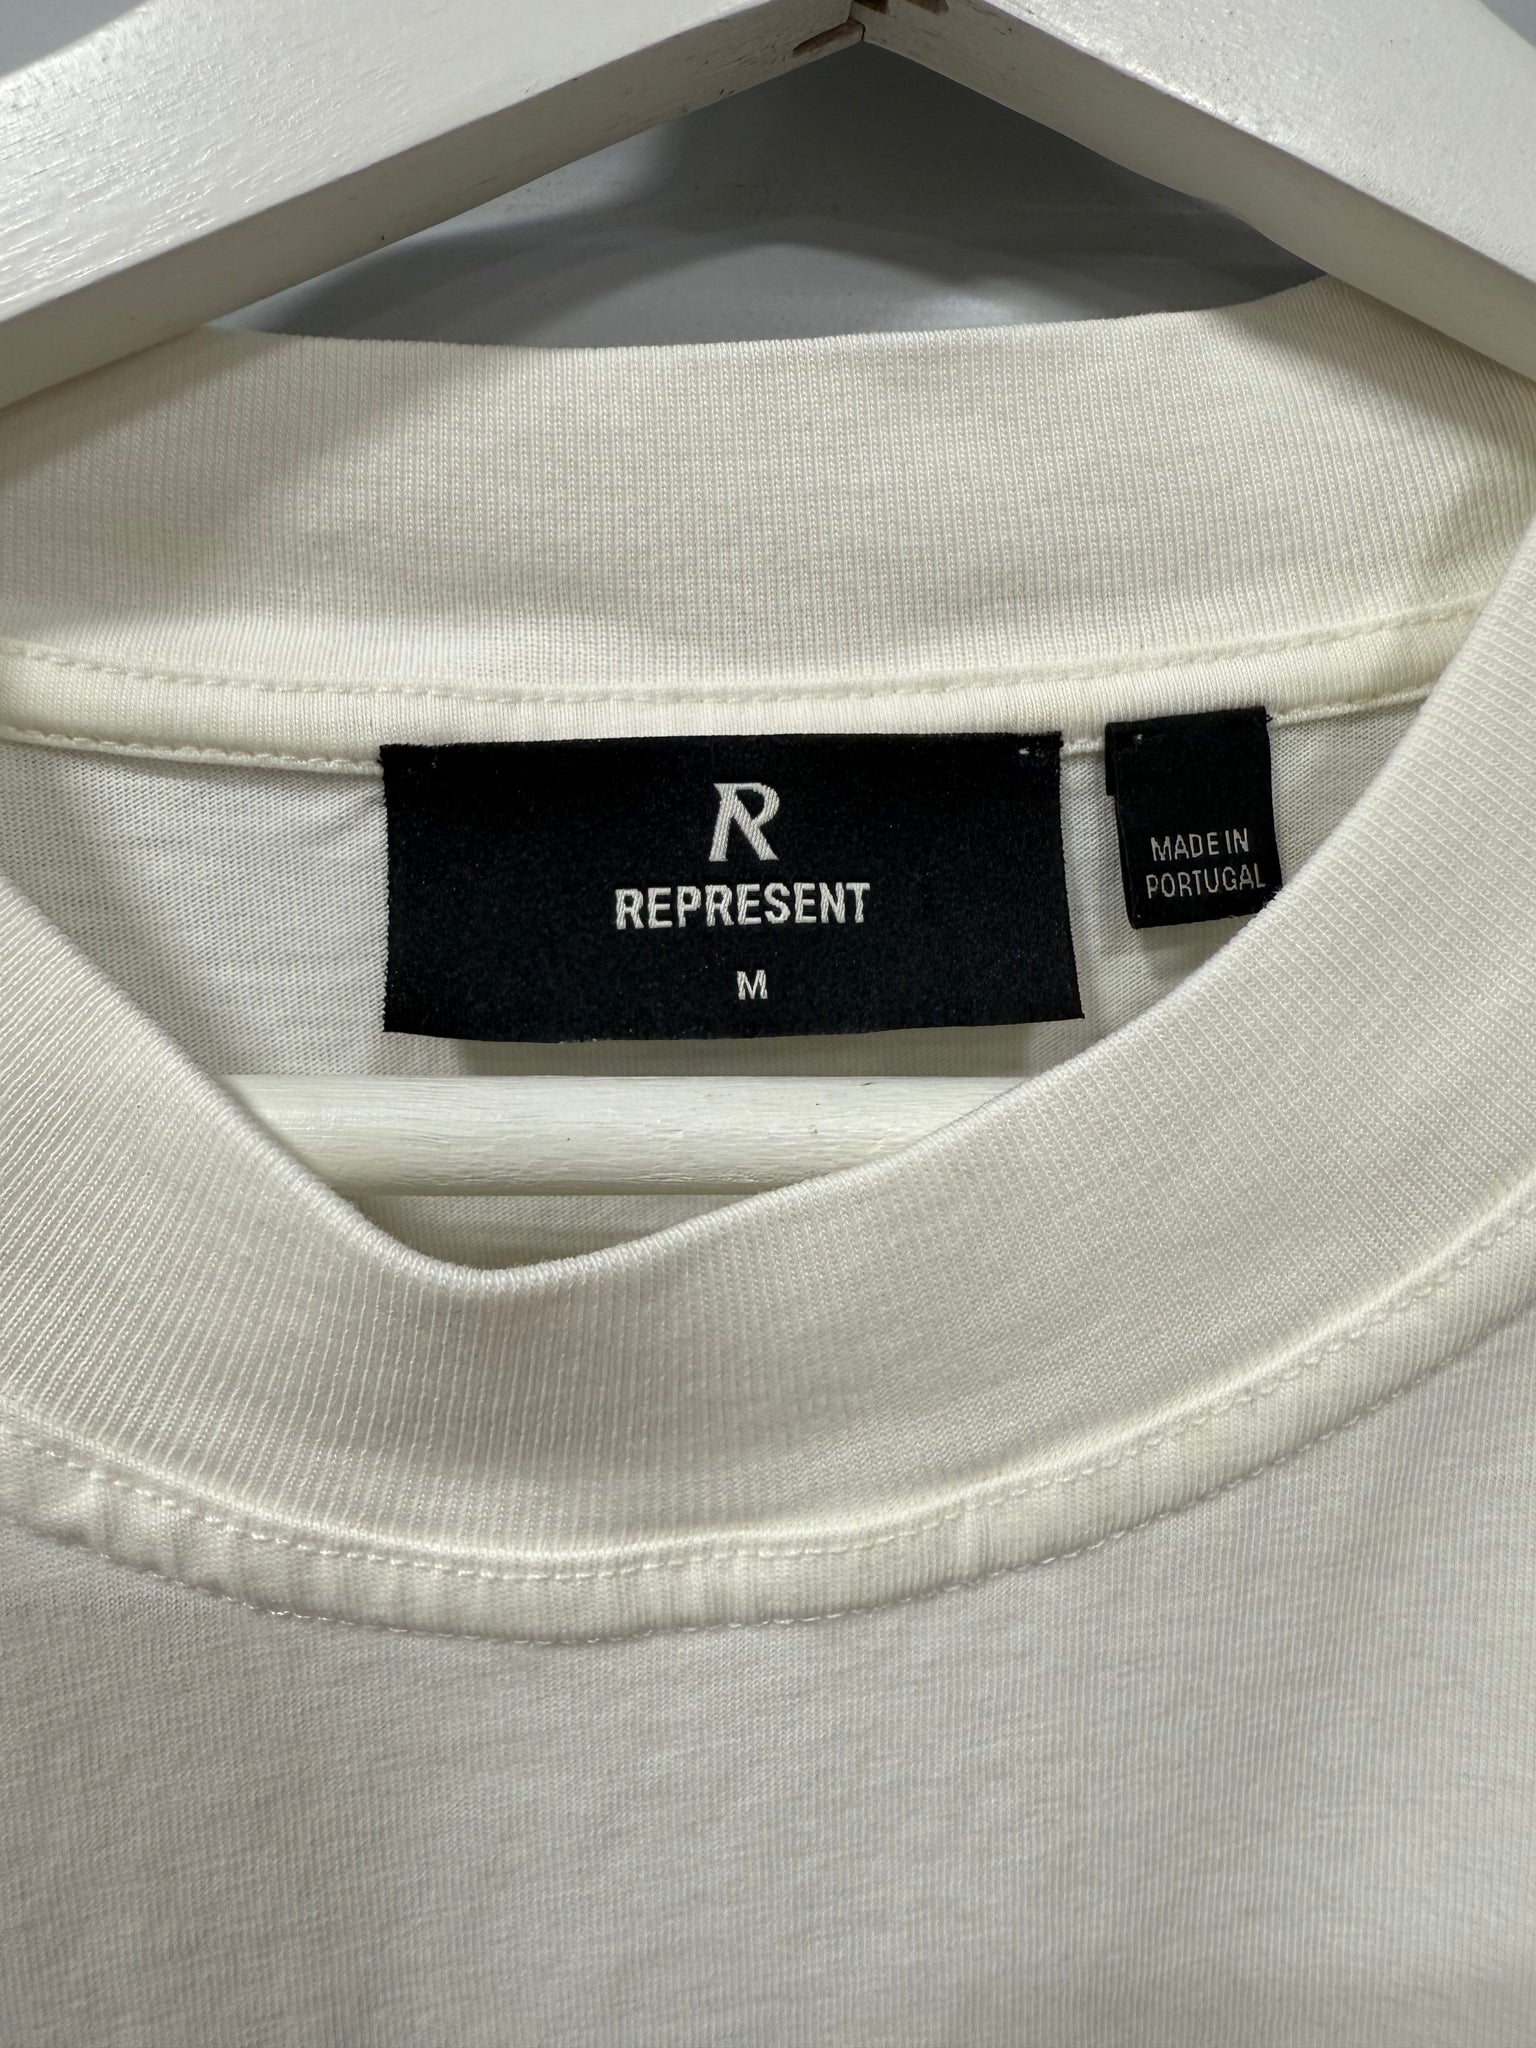 R
REPRESENT
M
MADE IN
PORTUGAL